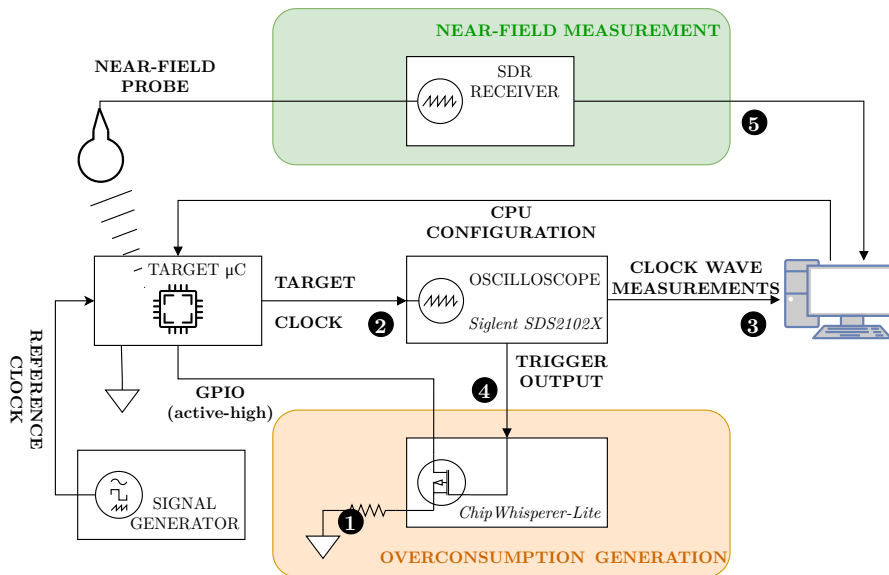 NEAR-FIELD MEASUREMENT
NEAR-FIELD
PROBE
SDR
RECEIVER
5
CPU
CONFIGURATION
TARGET µC
TARGET
CLOCK
2
OSCILLOSCOPE
Siglent SDS2102X
CLOCK WAVE
MEASUREMENTS
3
REFERENCE
CLOCK
GPIO
(active-high)
TRIGGER
OUTPUT
4
SIGNAL
GENERATOR
1
ChipWhisperer-Lite
OVERCONSUMPTION GENERATION